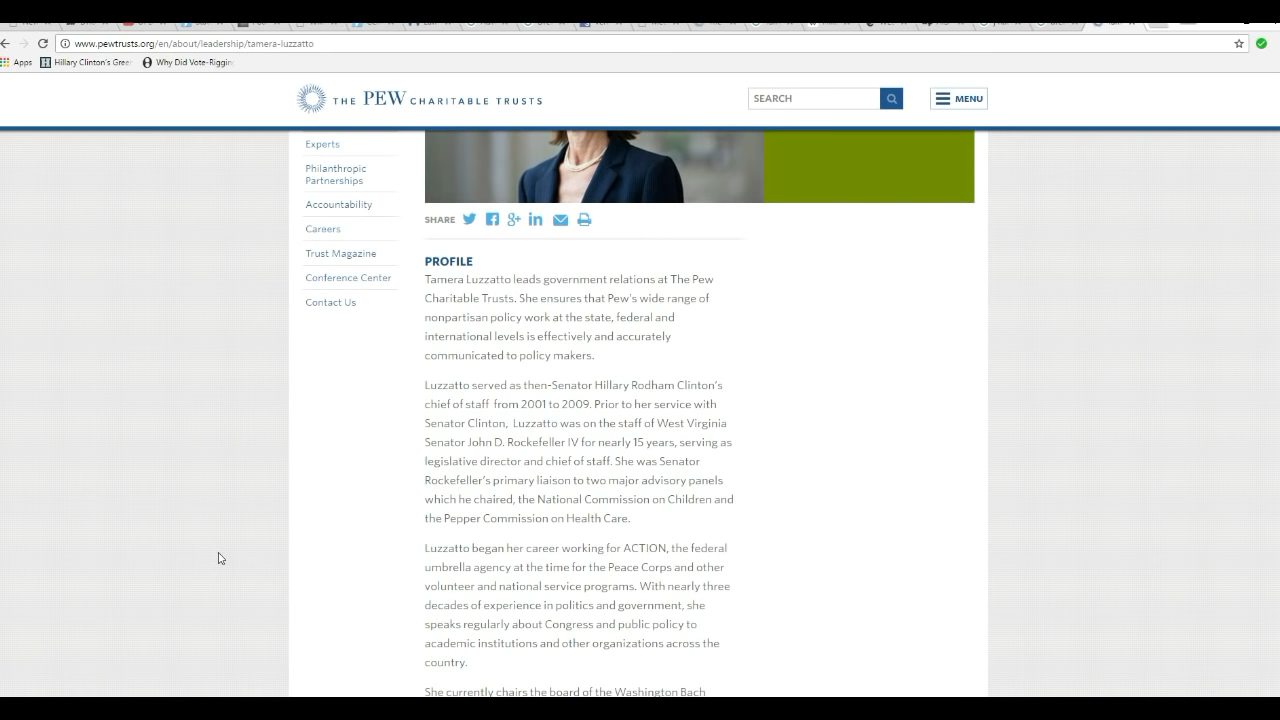 www.pewtrusts.org/en/about/leadership/tamera-luzzatto
Apps
Hillary Clinton's Gree
Why Did Vote-Riggin
THE PEW CHARITABLE TRUSTS
SEARCH
MENU
Experts
Philanthropic
Partnerships
Accountability
Careers
Trust Magazine
Conference Center
Contact Us
SHARE
PROFILE
Tamera Luzzatto leads government relations at The Pew
Charitable Trusts. She ensures that Pew's wide range of
nonpartisan policy work at the state, federal and
international levels is effectively and accurately
communicated to policy makers.
Luzzatto served as then-Senator Hillary Rodham Clinton's
chief of staff from 2001 to 2009. Prior to her service with
Senator Clinton, Luzzatto was on the staff of West Virginia
Senator John D. Rockefeller IV for nearly 15 years, serving as
legislative director and chief of staff. She was Senator
Rockefeller's primary liaison to two major advisory panels
which he chaired, the National Commission on Children and
the Pepper Commission on Health Care.
Luzzatto began her career working for ACTION, the federal
umbrella agency at the time for the Peace Corps and other
volunteer and national service programs. With nearly three
decades of experience in politics and government, she
speaks regularly about Congress and public policy to
academic institutions and other organizations across the
country.
She currently chairs the board of the Washington Bach